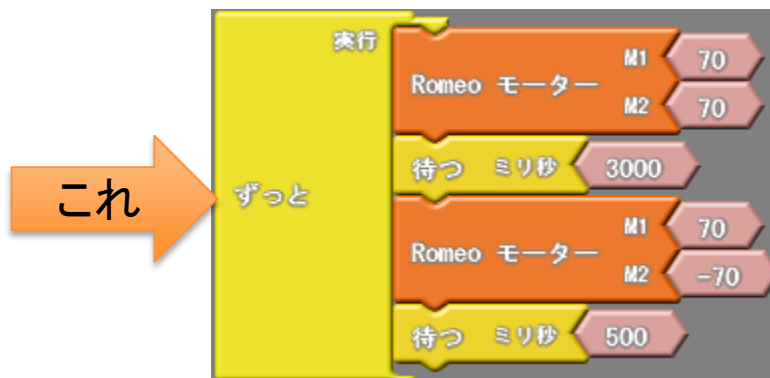 これ
ずっと
実行
Romeo モーター
M1 70
M2 70
待つ ミリ秒 3000
Romeo モーター
M1 70
M2 -70
待つ ミリ秒 500